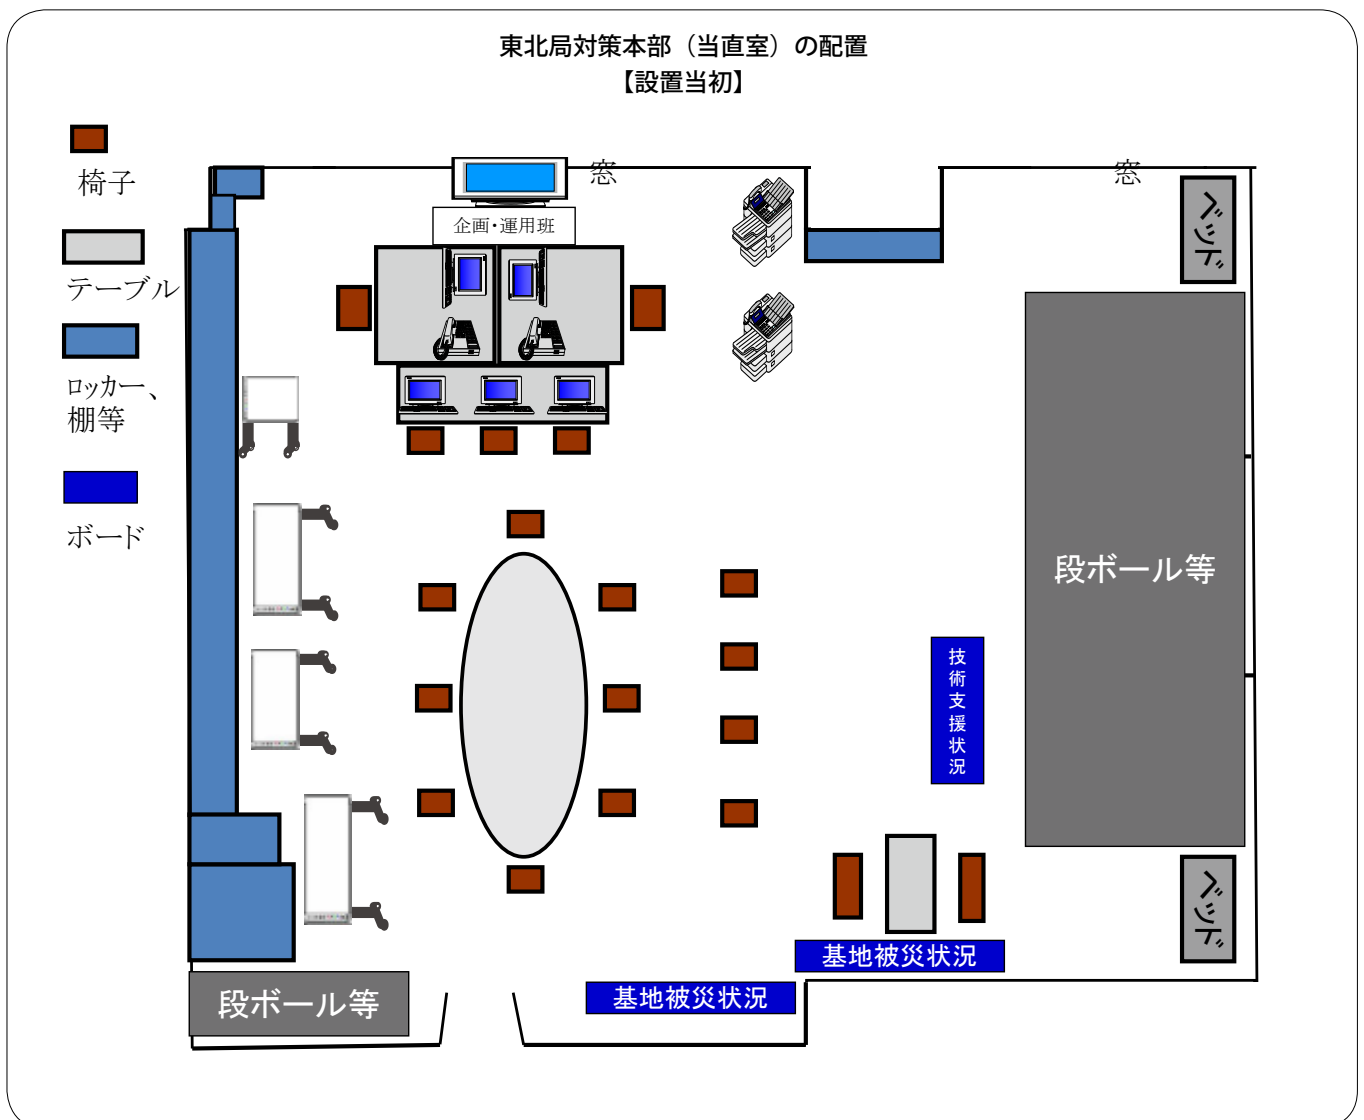 東北局対策本部（当直室）の配置
【設置当初】
椅子
テーブル
ロッカー、
棚等
ボード
窓
窓
企画・運用班
ベッド
段ボール等
技術支援状況
ベッド
基地被災状況
基地被災状況
段ボール等